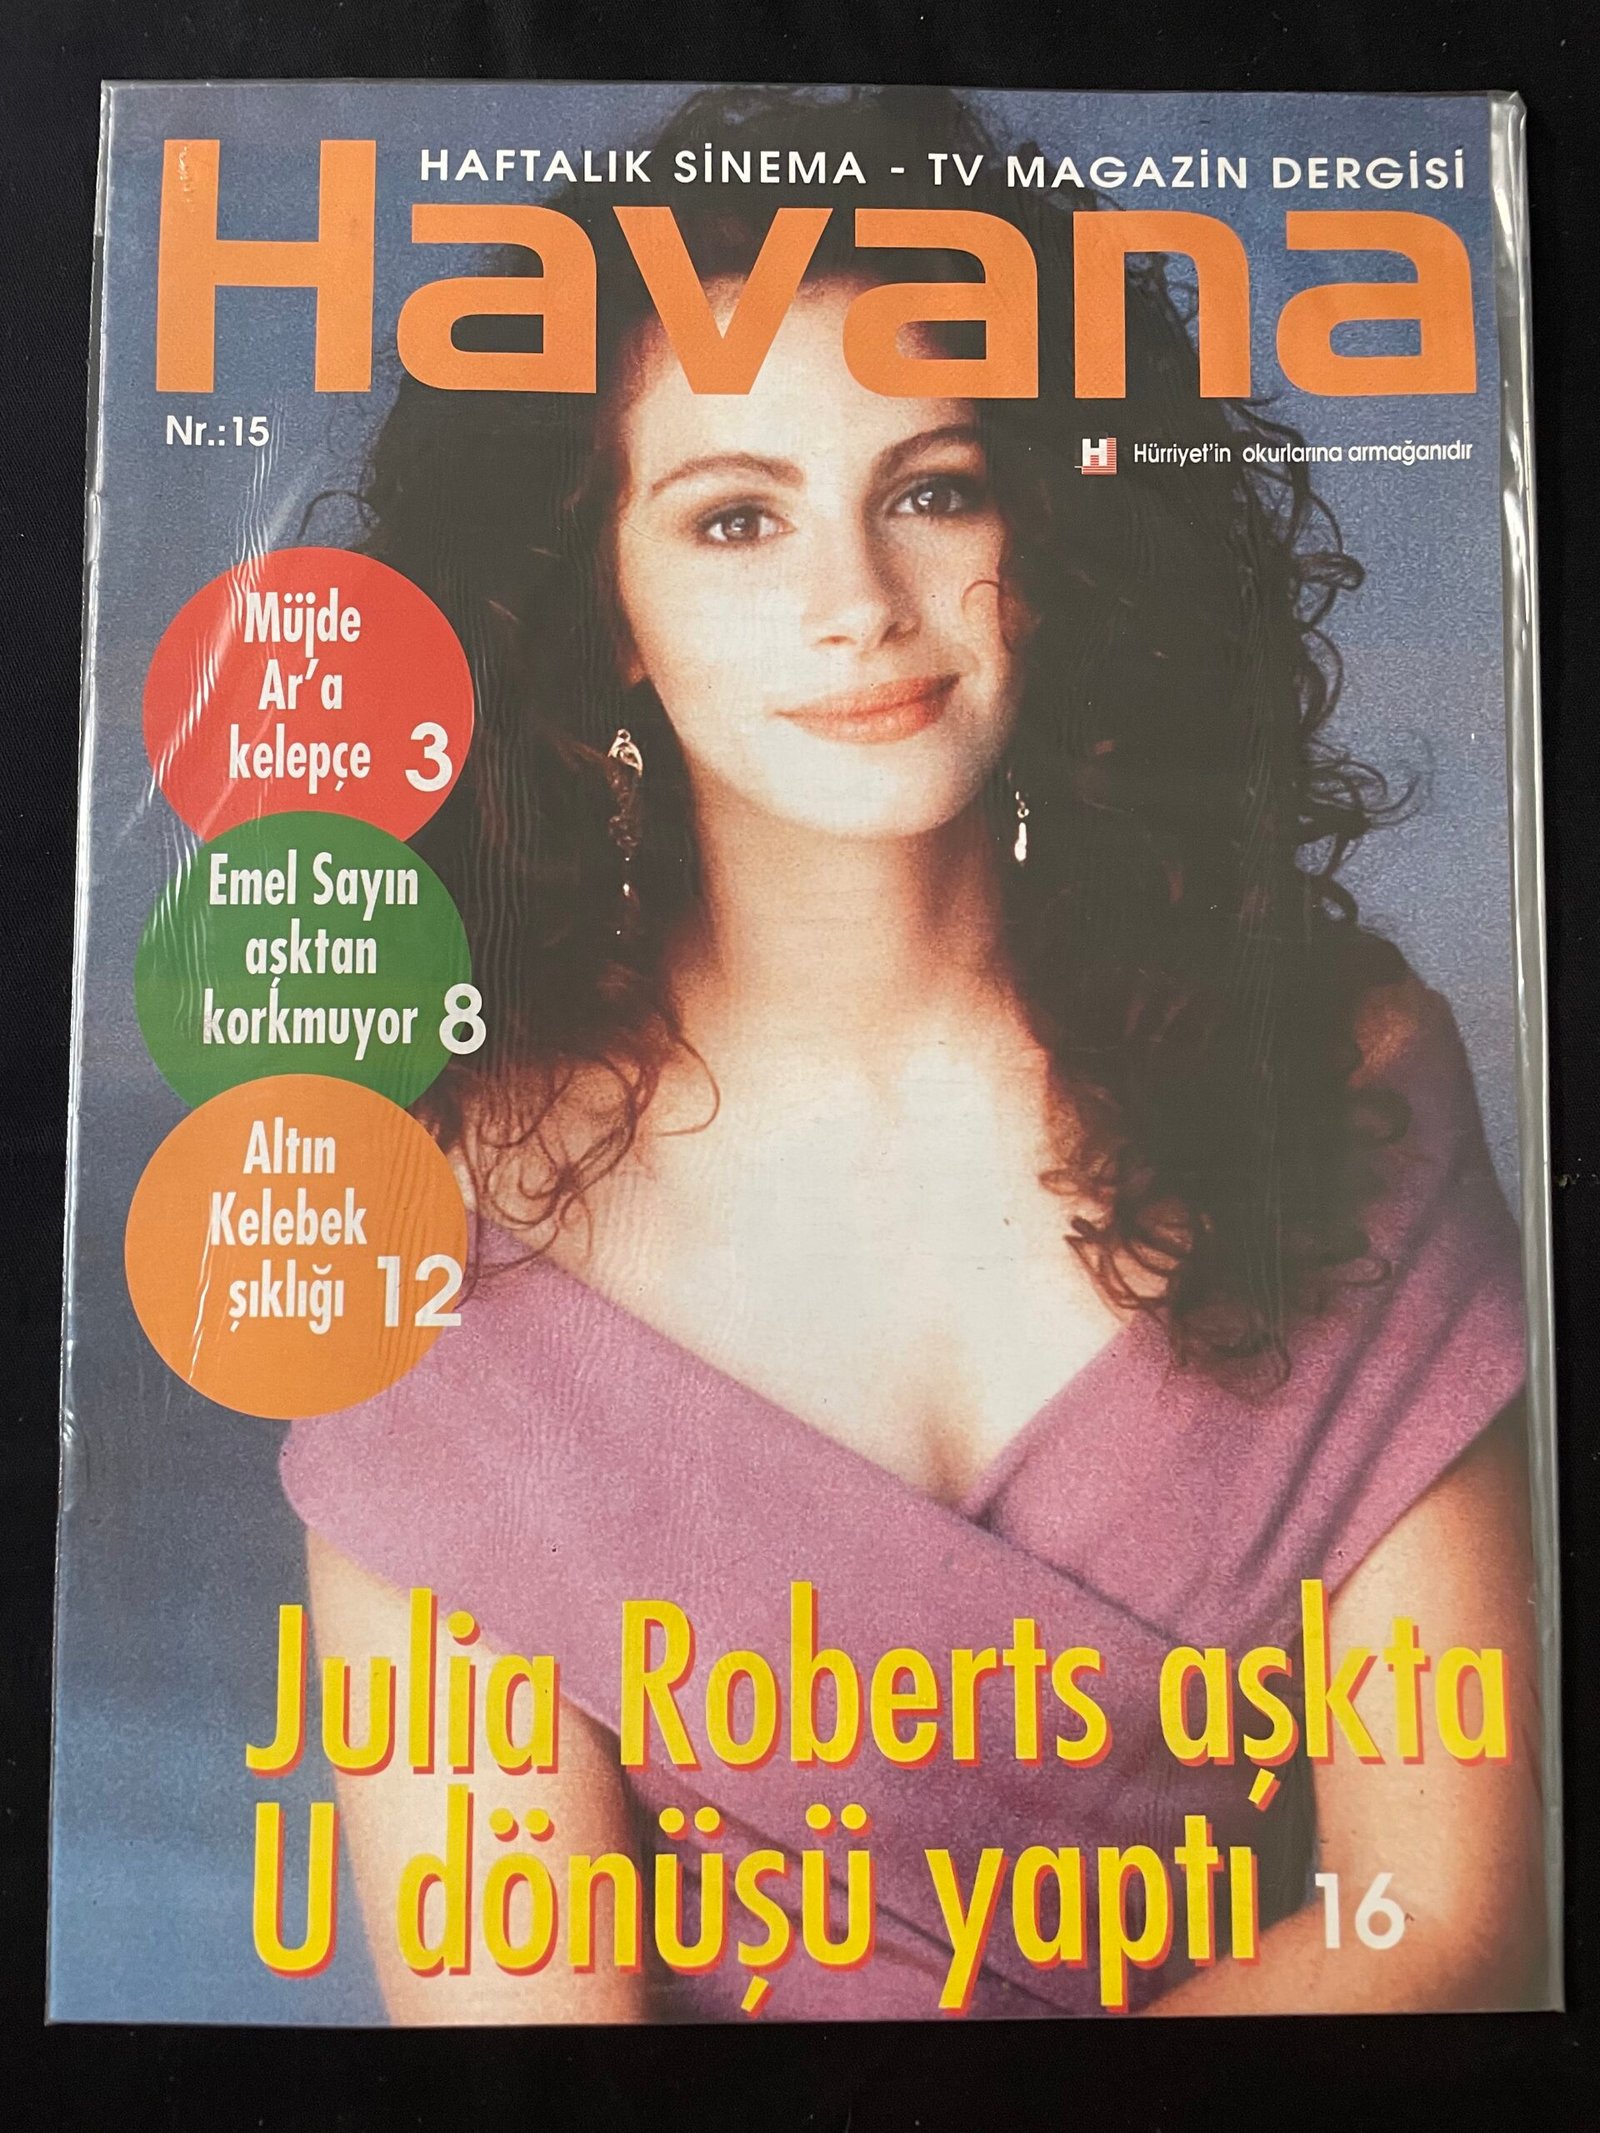 HAFTALIK SİNEMA - TV MAGAZİN DERGİSİ
Havana
Nr.:15
H Hürriyet'in okurlarına armağanıdır
Müjde
Ar'a
kelepçe 3
Emel Sayın
aşktan
korkmuyor 8
Altın
Kelebek
şıklığı 12
Julia Roberts aşkta
U dönüşü yaptı 16